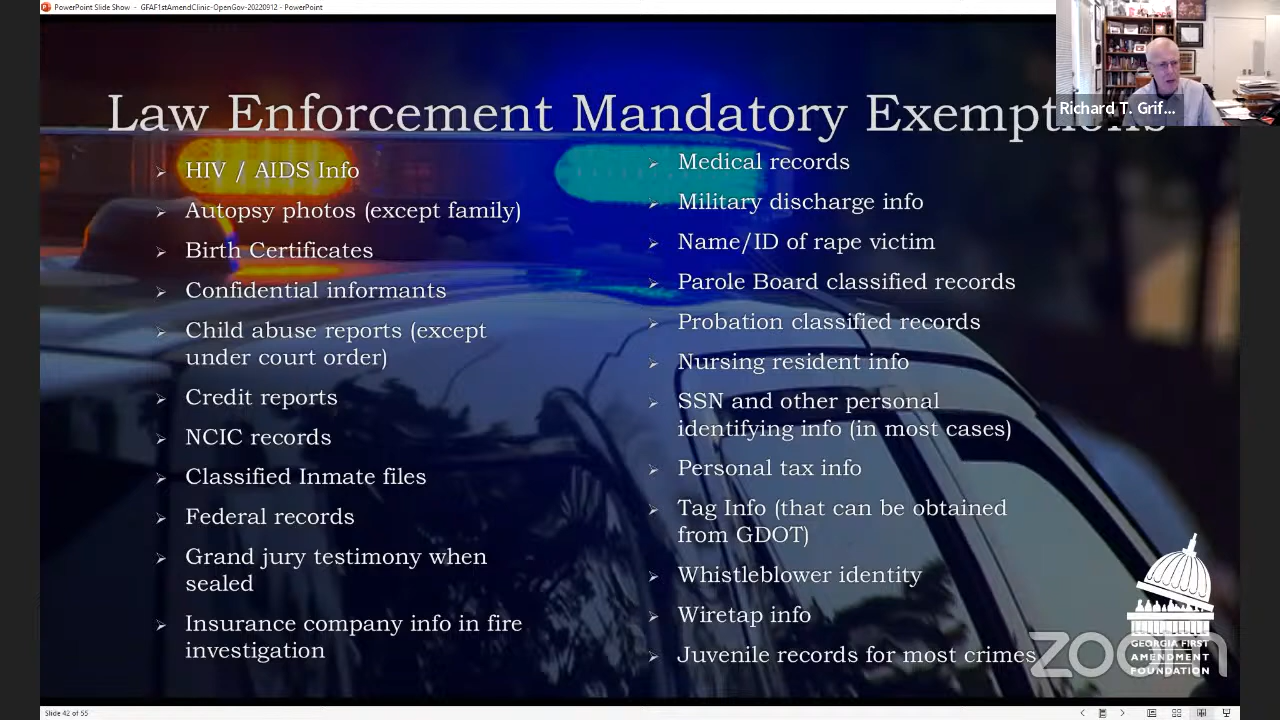 PowerPoint Slide Show - GFAF1stAmendClinic-OpenGov-20220912 - PowerPoint
Richard T. Grif...
Law Enforcement Mandatory Exemptions
HIV / AIDS Info
Autopsy photos (except family)
Birth Certificates
Confidential informants
Child abuse reports (except
under court order)
Credit reports
NCIC records
Classified Inmate files
Federal records
Grand jury testimony when
sealed
Insurance company info in fire
investigation
Medical records
Military discharge info
Name/ID of rape victim
Parole Board classified records
Probation classified records
Nursing resident info
SSN and other personal
identifying info (in most cases)
Personal tax info
Tag Info (that can be obtained
from GDOT)
Whistleblower identity
Wiretap info
Juvenile records for most crimes
GEORGIA FIRST
AMENDMENT
FOUNDATION
zoom
Slide 42 of 55